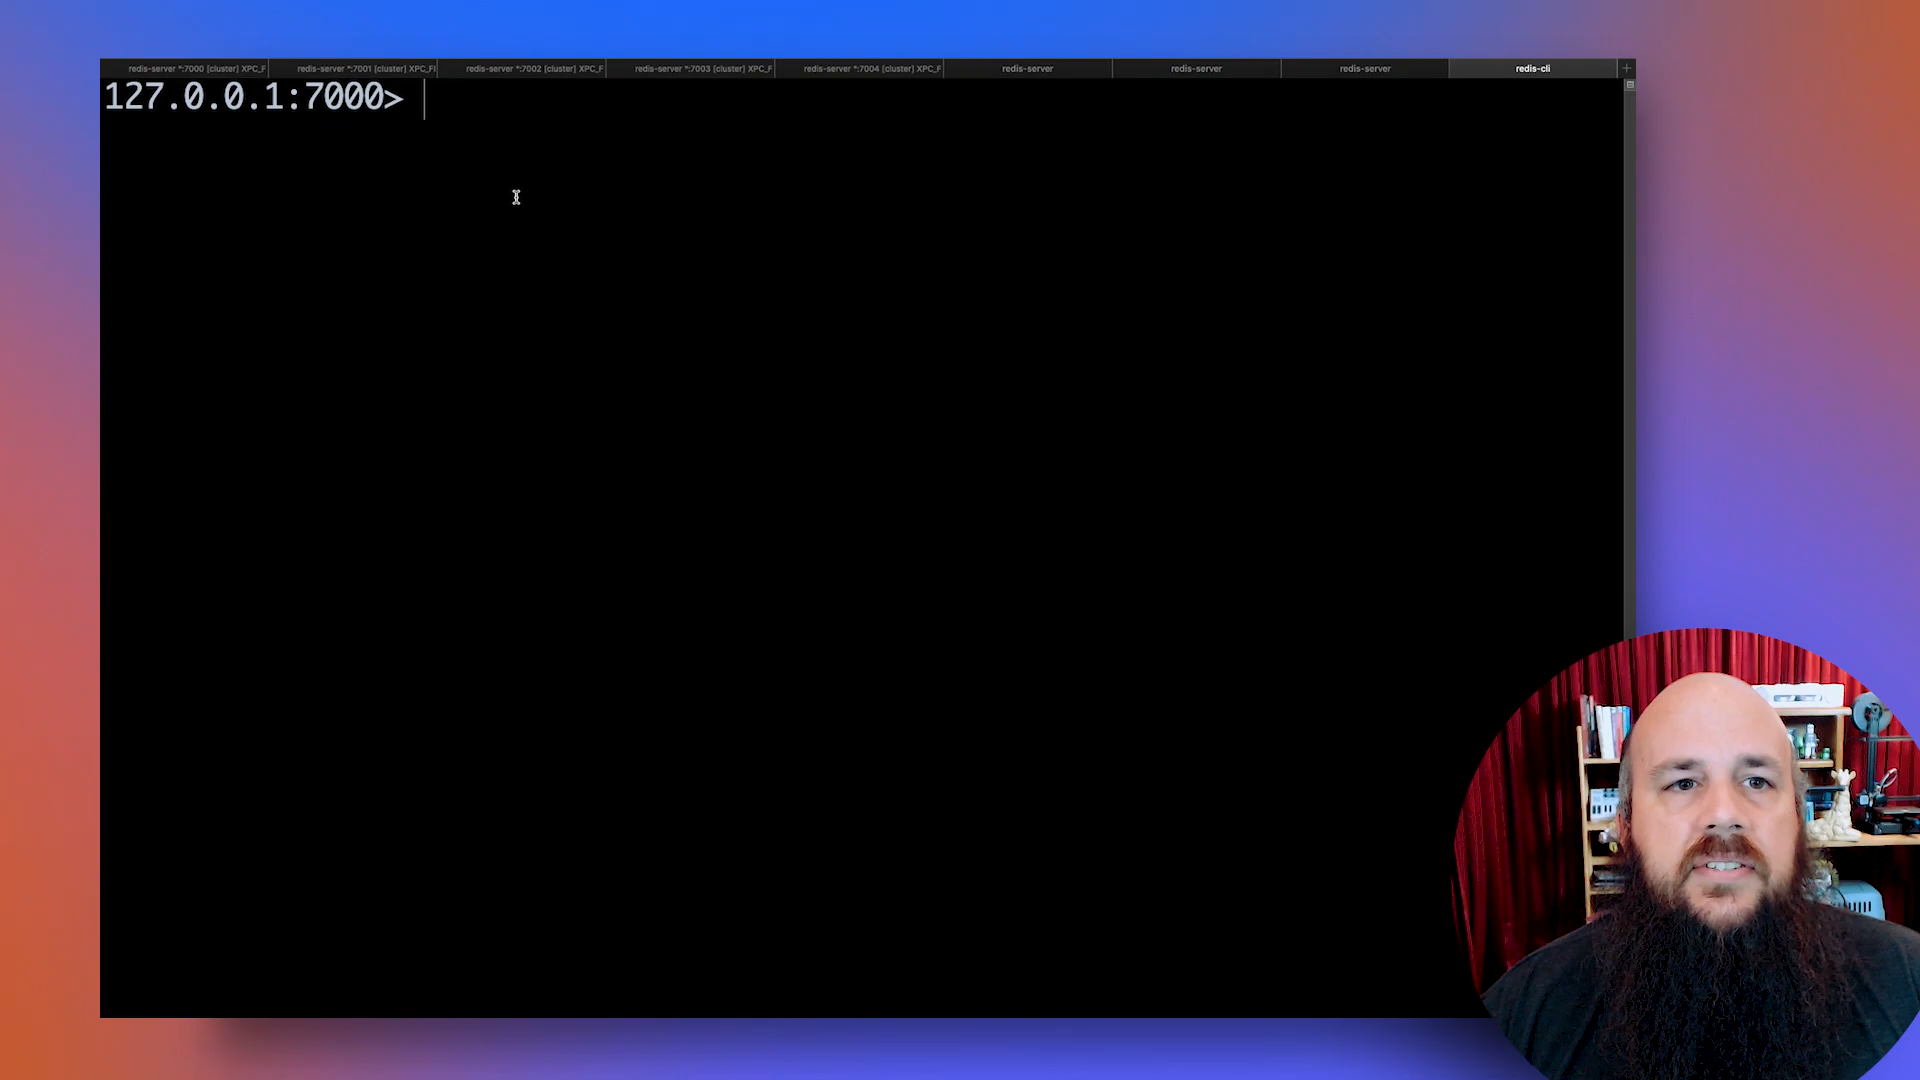 redis-server *:7000 [cluster] XPC_F
redis-server *:7001 [cluster] XPC_Fl
redis-server *:7002 [cluster] XPC_F
redis-server *:7003 [cluster] XPC_F
redis-server *:7004 [cluster] XPC_F
redis-server
redis-server
redis-server
redis-cli
127.0.0.1:7000>